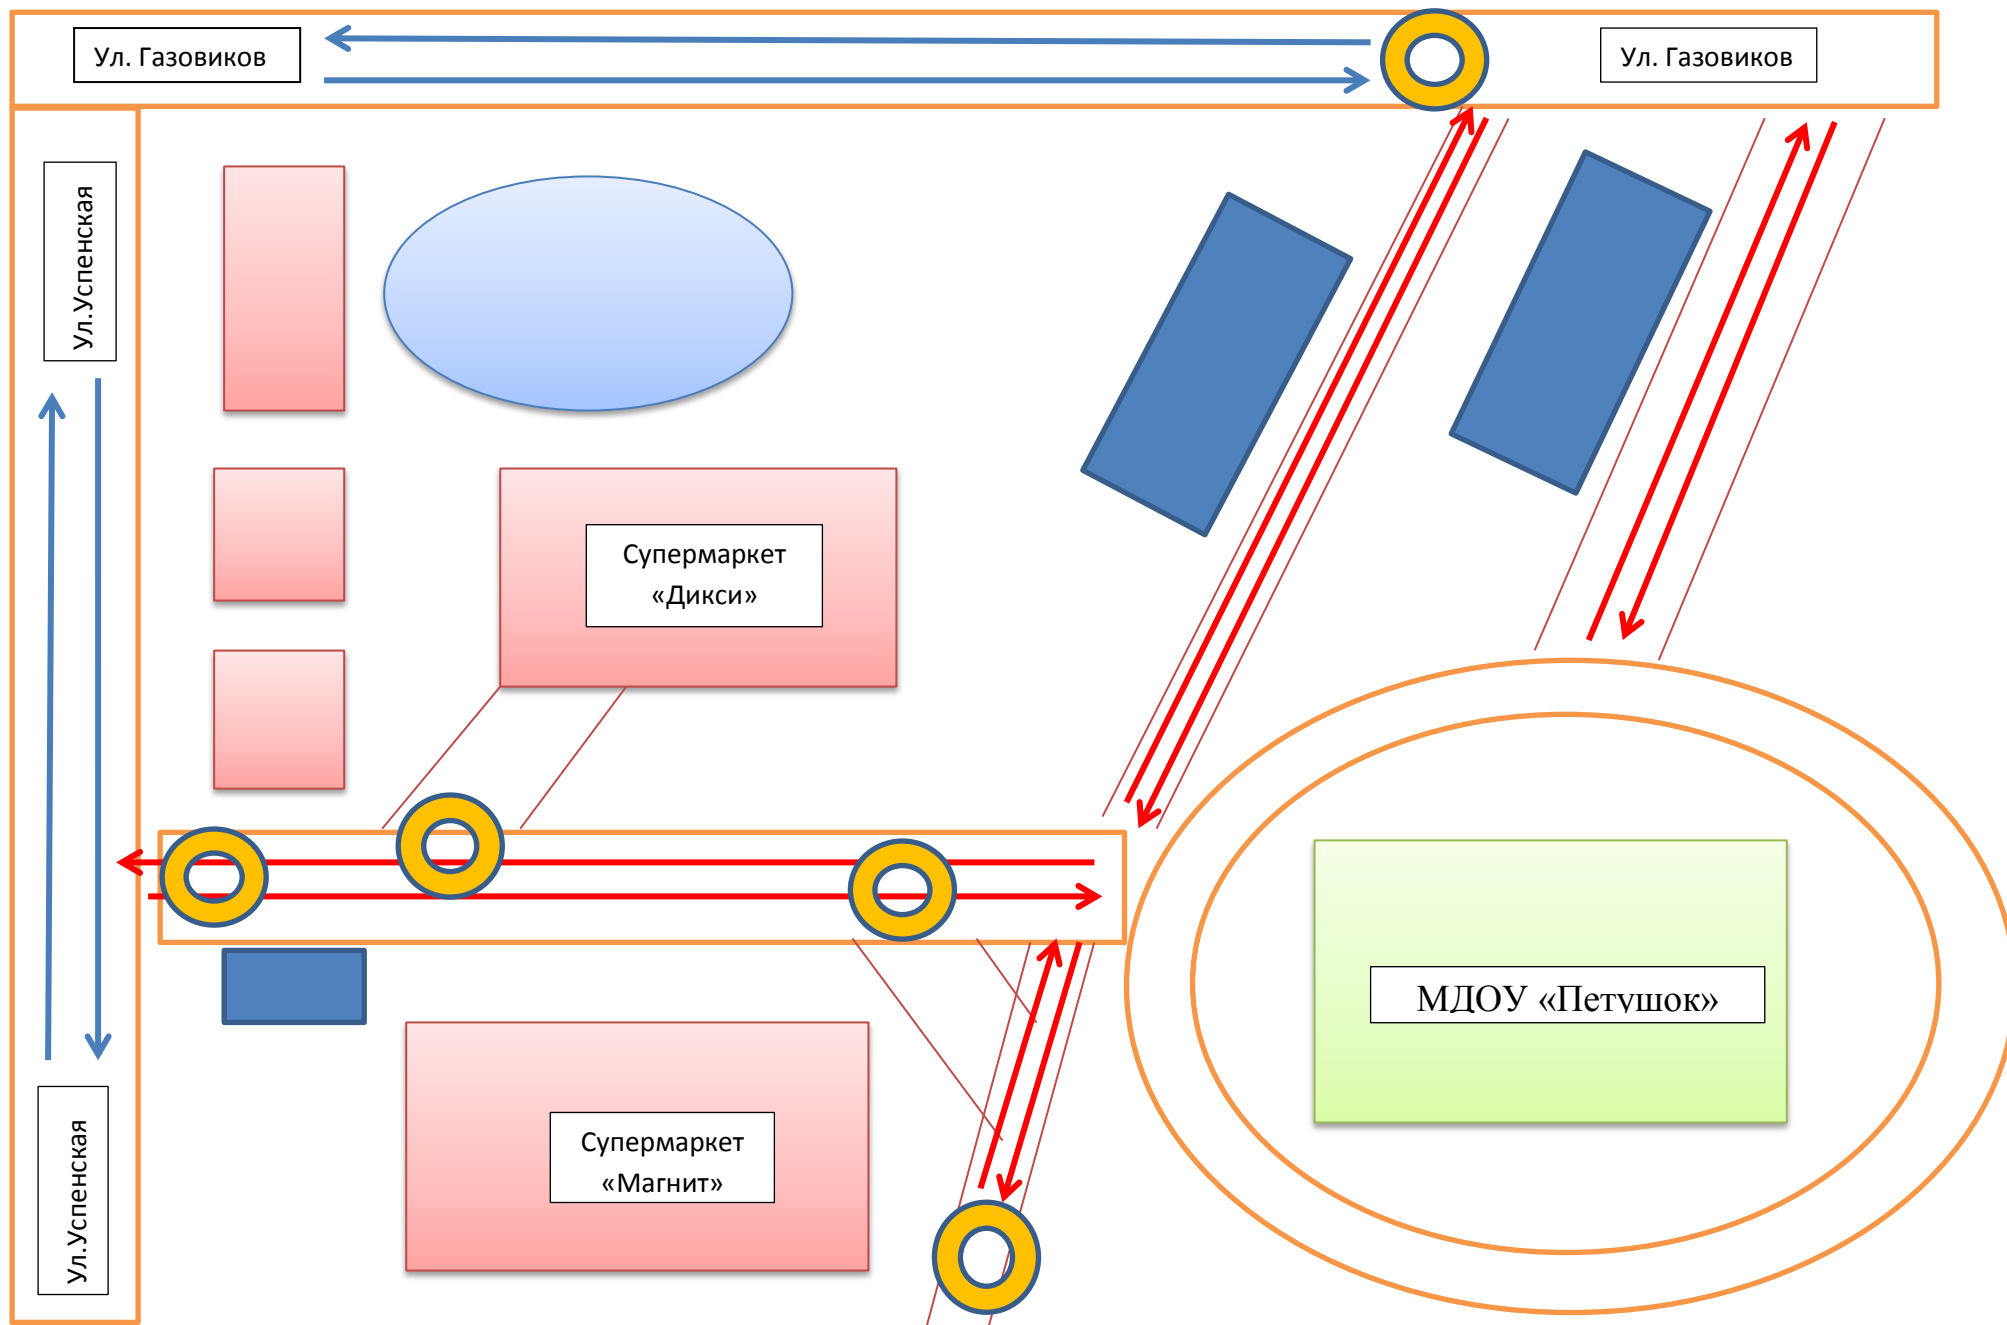 Ул. Газовиков
Ул. Газовиков
Ул.Успенская
Супермаркет
«Дикси»
МДОУ «Петушок»
Супермаркет
«Магнит»
Ул.Успенская